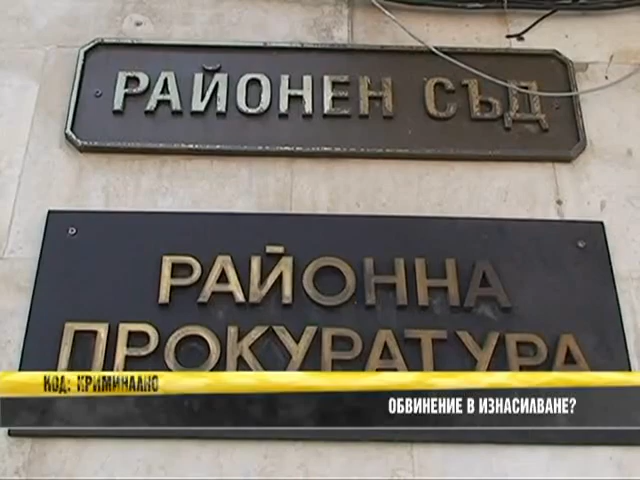 РАЙОНЕН СЪД
РАЙОННА
ПРОКУРАТУРА
КОД: КРИМИНАЛНО
ОБВИНЕНИЕ В ИЗНАСИЛВАНЕ?